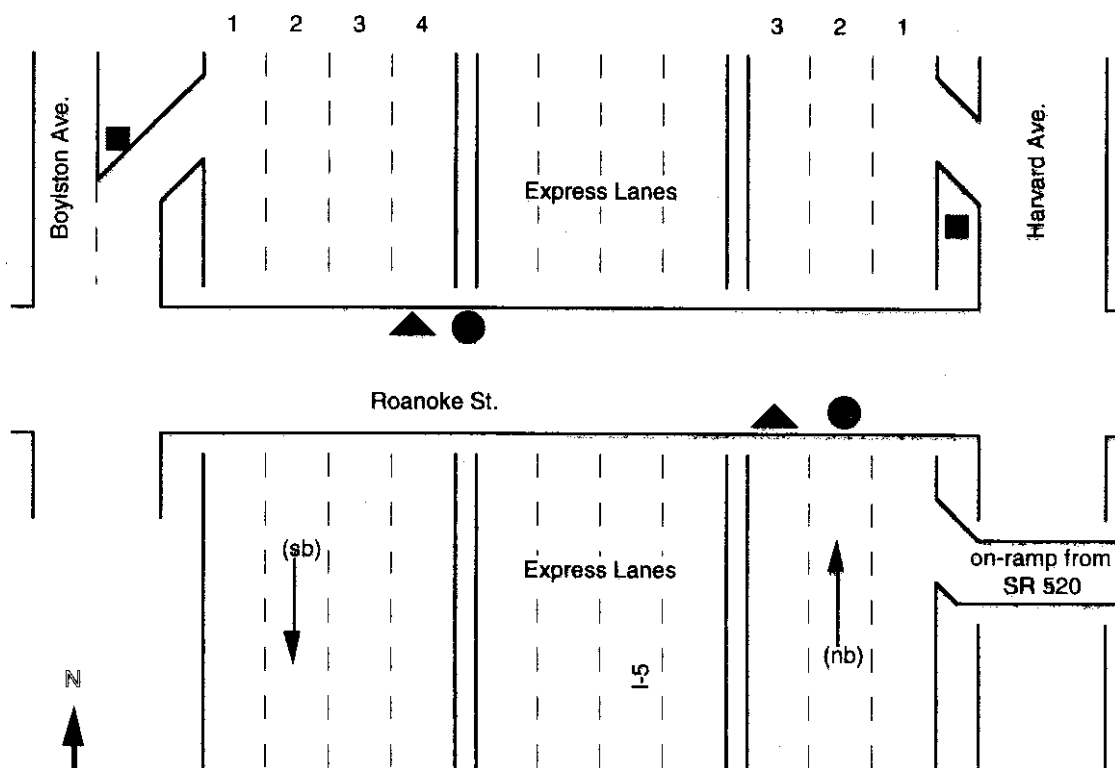 1 2 3 4 3 2 1
Boylston Ave.
Express Lanes
Harvard Ave.
Roanoke St.
(sb)
Express Lanes
on-ramp from
SR 520
(nb)
I-5
N